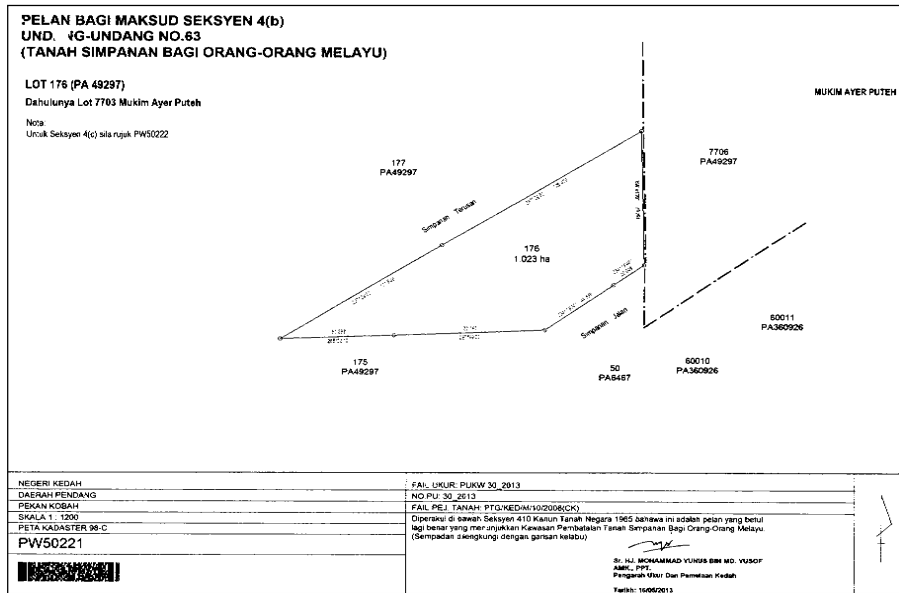 PELAN BAGI MAKSUD SEKSYEN 4(b)
UND. NG-UNDANG NO.63
(TANAH SIMPANAN BAGI ORANG-ORANG MELAYU)
LOT 176 (PA 49297)
Dahulunya Lot 7703 Mukim Ayer Puteh
Nota:
Untuk Seksyen 4(c) sila rujuk PW50222
MUKIM AYER PUTEH
177
PA49297
7706
PA49297
Simpanan Terusan
176
1.023 ha
Simpanan Jalan
60011
PA360926
175
PA49297
50
PA6467
60010
PA360926
NEGERI KEDAH
DAERAH PENDANG
PEKAN KOBAH
SKALA 1 : 1200
PETA KADASTER 98-C
PW50221
FAIL UKUR: PUKW 30_2013
NO.PU: 30_2013
FAIL PEJ. TANAH: PTG/KED/M/10/2008(CK)
Diperakui di bawah Seksyen 410 Kanun Tanah Negara 1965 bahawa ini adalah pelan yang betul
lagi benar yang menunjukkan Kawasan Pembatalan Tanah Simpanan Bagi Orang-Orang Melayu.
(Sempadan dilengkungi dengan garisan kelabu)
Sr. HJ. MOHAMMAD YUNUS BIN MD. YUSOF
AMK., PPT.
Pengarah Ukur Dan Pemetaan Kedah
Tarikh: 16/06/2013